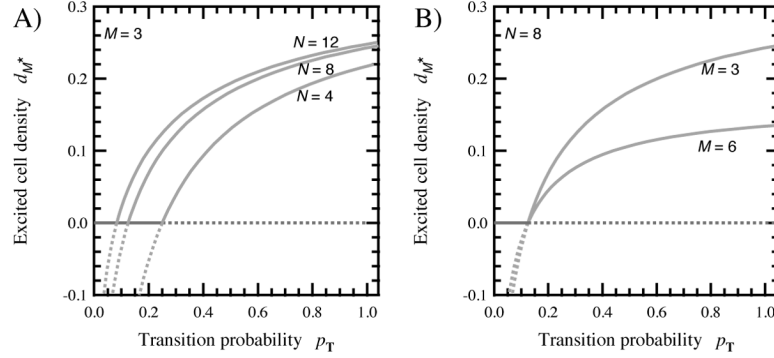 A)
M = 3
N = 12
N = 8
N = 4
Excited cell density d_M*
0.3
0.2
0.1
0.0
-0.1
0.0 0.2 0.4 0.6 0.8 1.0
Transition probability p_T
B)
N = 8
M = 3
M = 6
Excited cell density d_M*
0.3
0.2
0.1
0.0
-0.1
0.0 0.2 0.4 0.6 0.8 1.0
Transition probability p_T